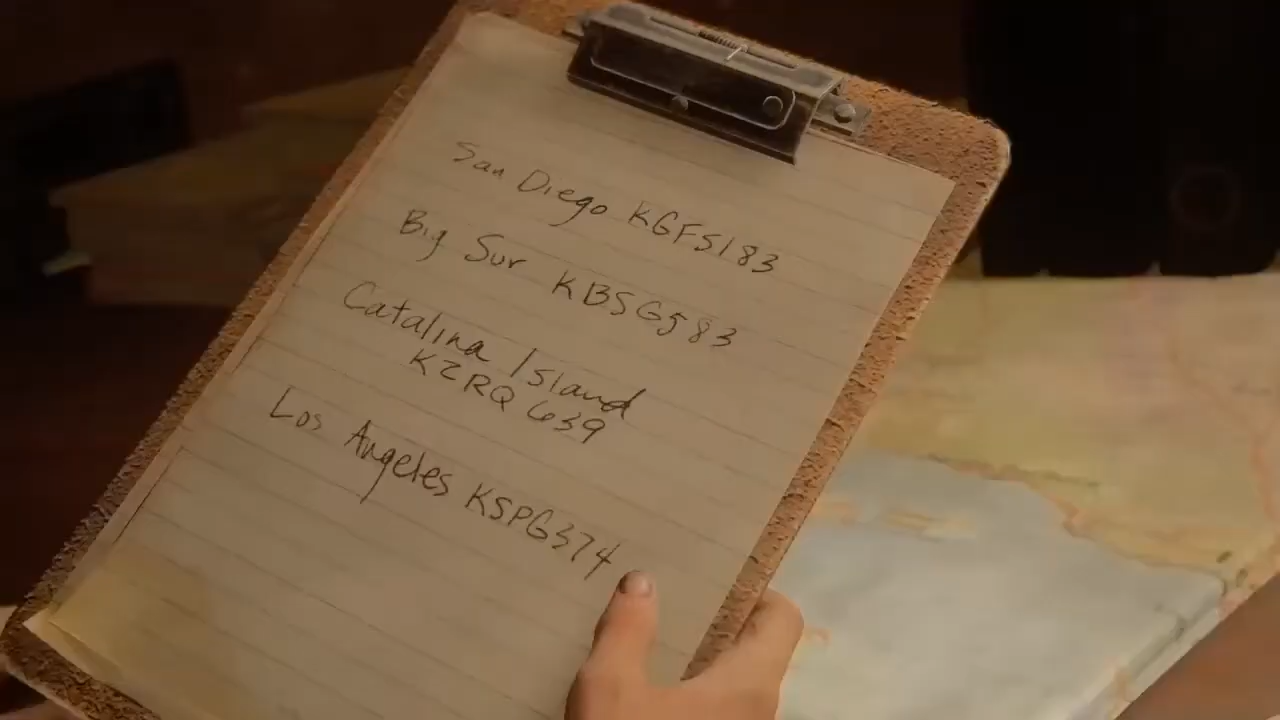 San Diego KGFS183
Big Sur KBSG583
Catalina Island
KZRQ639
Los Angeles KSPG374